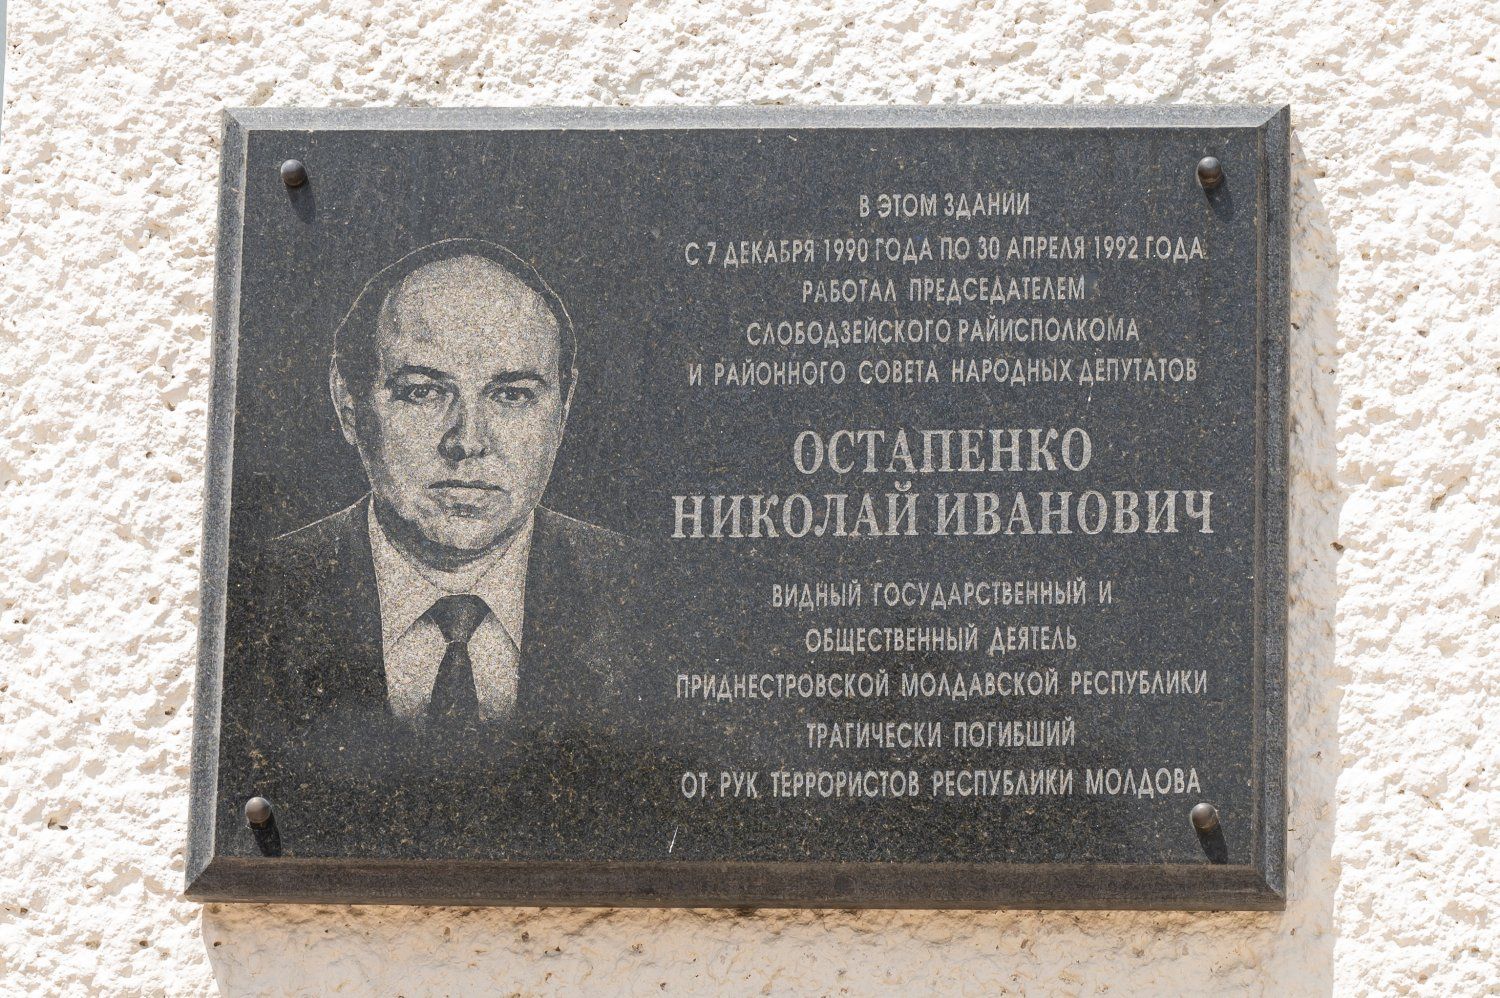 В ЭТОМ ЗДАНИИ
С 7 ДЕКАБРЯ 1990 ГОДА ПО 30 АПРЕЛЯ 1992 ГОДА
РАБОТАЛ ПРЕДСЕДАТЕЛЕМ
СЛОБОДЗЕЙСКОГО РАЙИСПОЛКОМА
И РАЙОННОГО СОВЕТА НАРОДНЫХ ДЕПУТАТОВ
ОСТАПЕНКО
НИКОЛАЙ ИВАНОВИЧ
ВИДНЫЙ ГОСУДАРСТВЕННЫЙ И
ОБЩЕСТВЕННЫЙ ДЕЯТЕЛЬ
ПРИДНЕСТРОВСКОЙ МОЛДАВСКОЙ РЕСПУБЛИКИ
ТРАГИЧЕСКИ ПОГИБШИЙ
ОТ РУК ТЕРРОРИСТОВ РЕСПУБЛИКИ МОЛДОВА